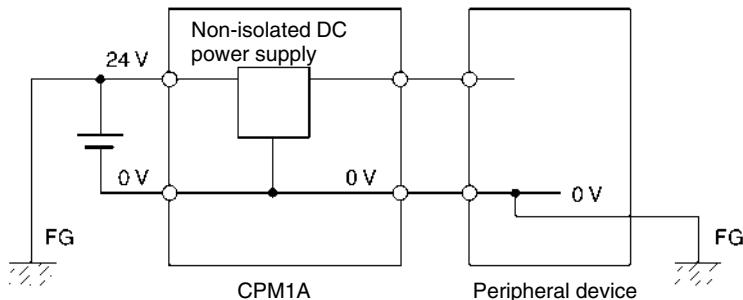 Non-isolated DC
power supply
24 V
0 V
0 V
0 V
FG
FG
CPM1A
Peripheral device